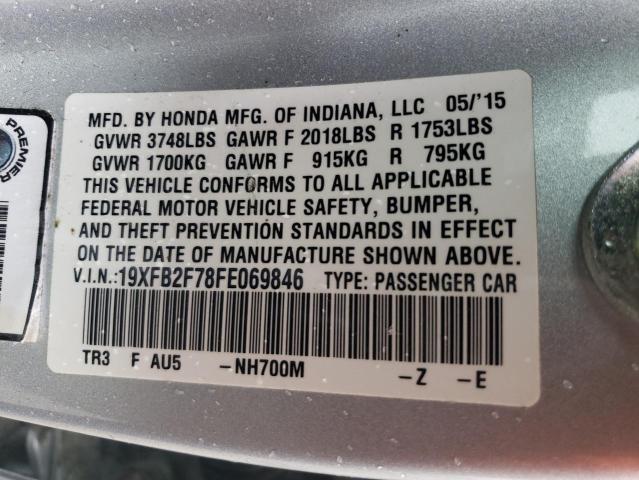 MFD. BY HONDA MFG. OF INDIANA, LLC 05/'15
GVWR 3748LBS GAWR F 2018LBS R 1753LBS
GVWR 1700KG GAWR F 915KG R 795KG
THIS VEHICLE CONFORMS TO ALL APPLICABLE
FEDERAL MOTOR VEHICLE SAFETY, BUMPER,
AND THEFT PREVENTION STANDARDS IN EFFECT
ON THE DATE OF MANUFACTURE SHOWN ABOVE.
V.I.N.:19XFB2F78FE069846 TYPE: PASSENGER CAR
TR3 F AU5 -NH700M -Z -E
PREMIER